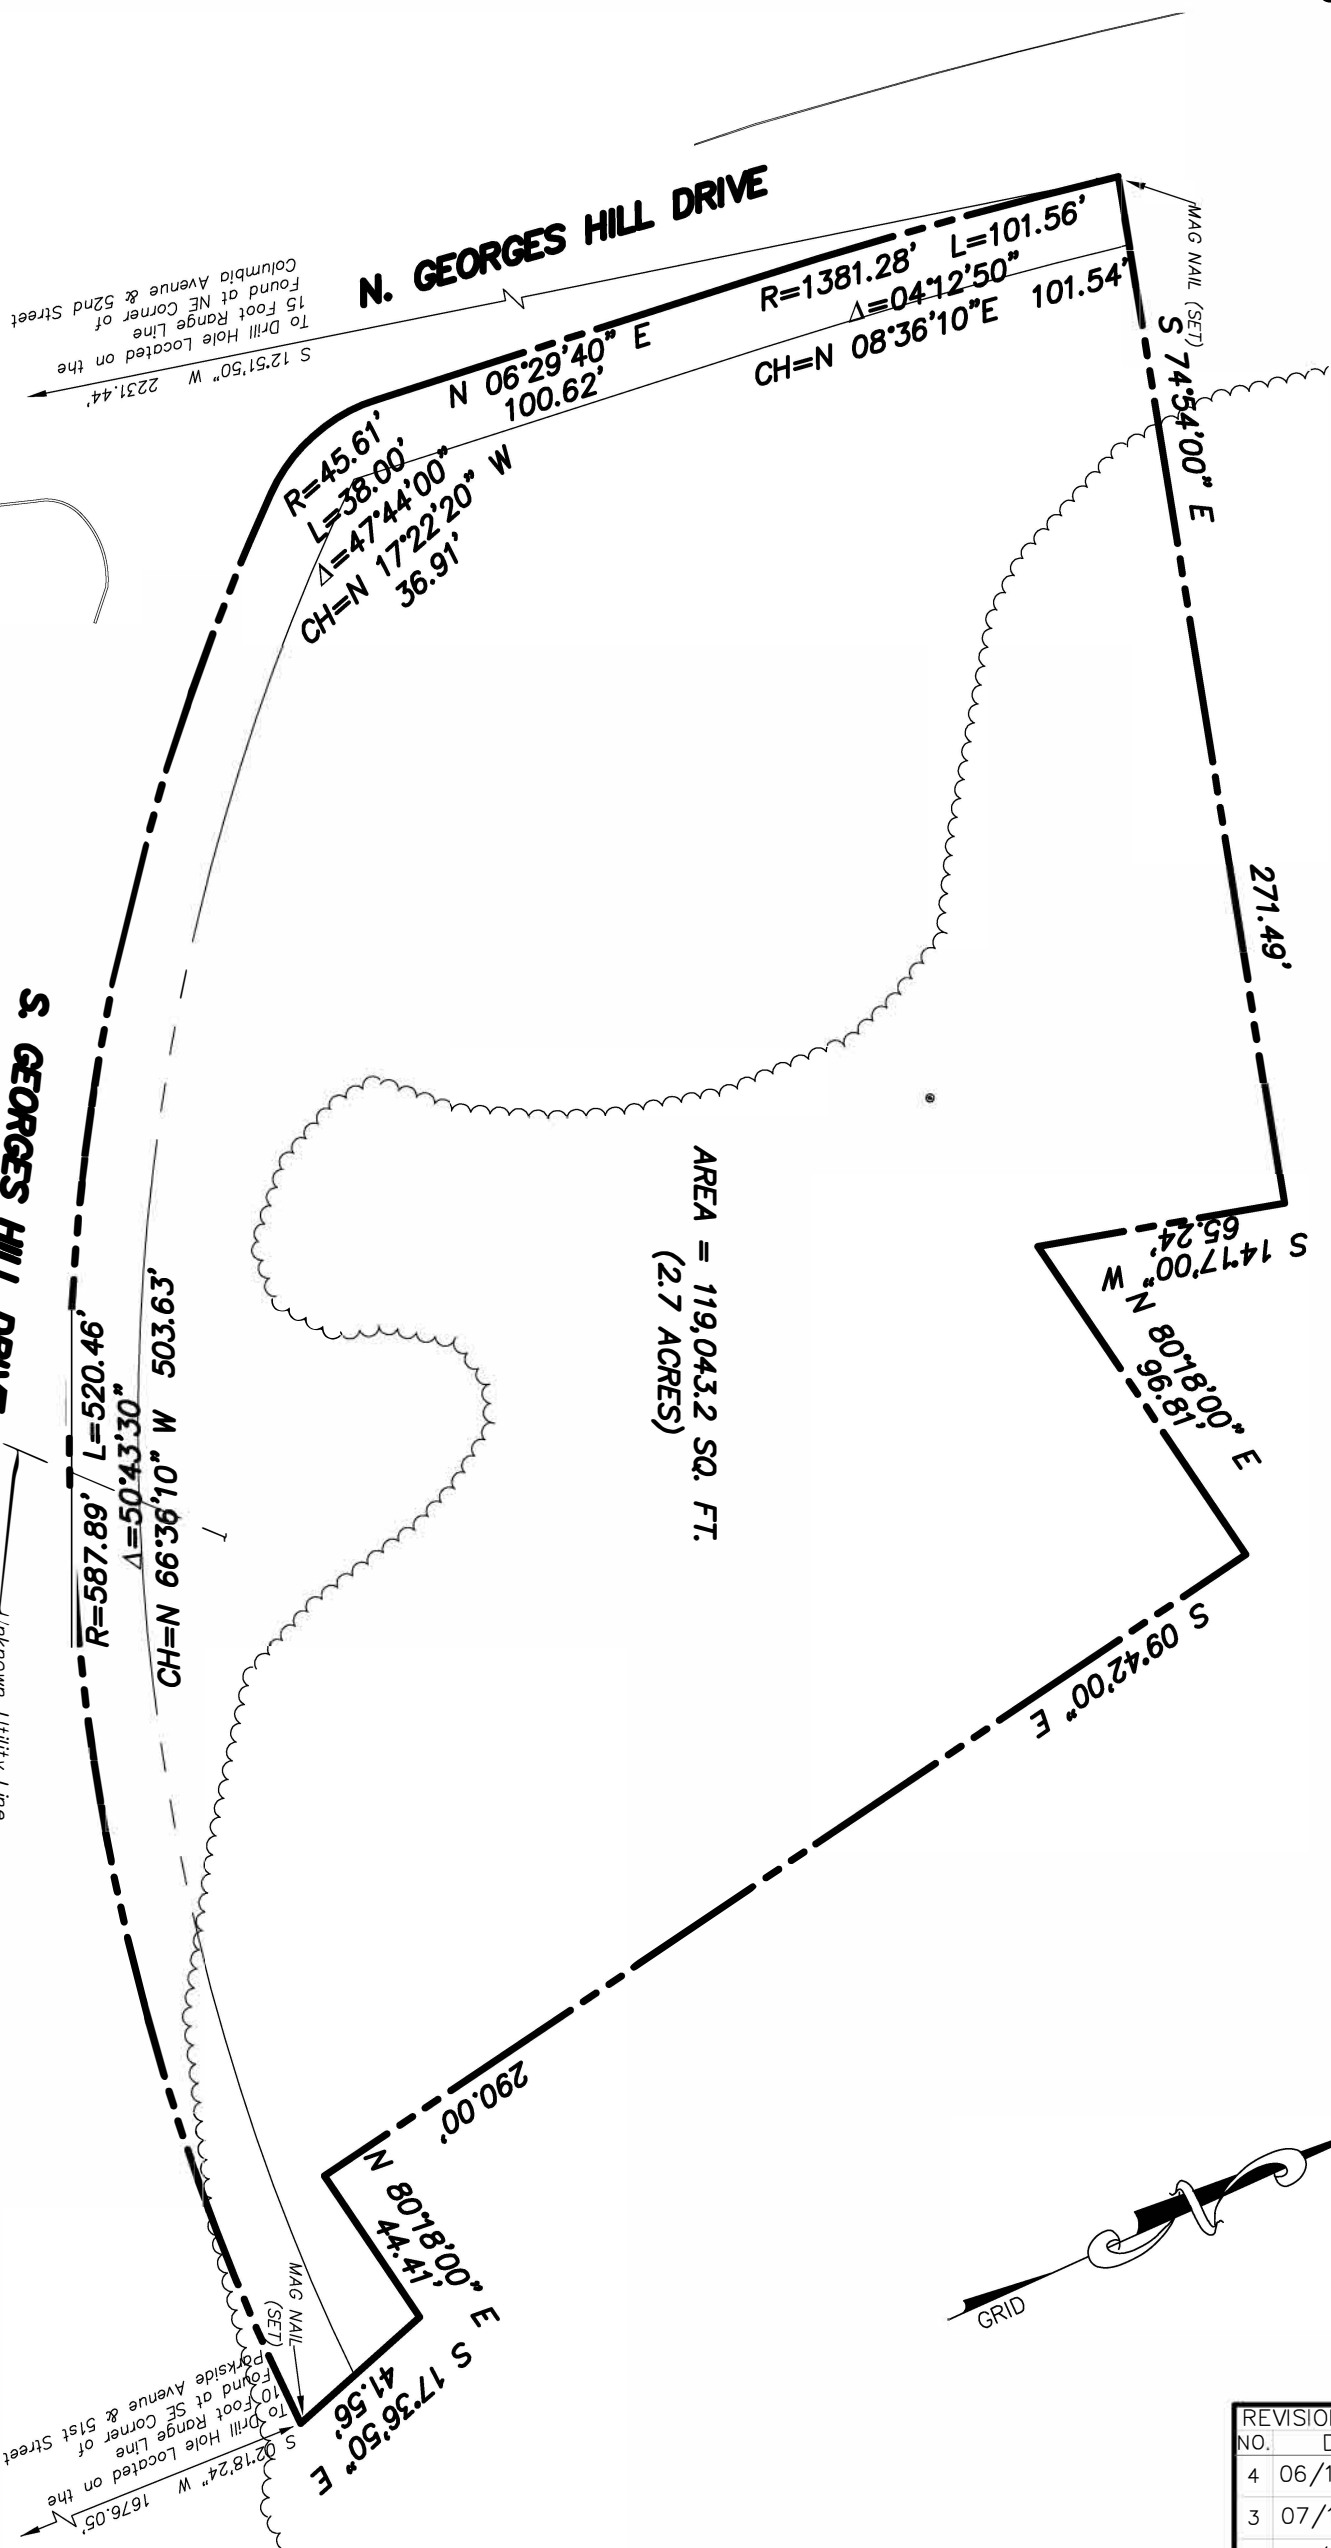 N. GEORGES HILL DRIVE
S 12°51'50" W 2231.44'
To Drill Hole Located on the
15 Foot Range Line
Found at NE Corner of
Columbia Avenue & 52nd Street
MAG NAIL (SET)
R=1381.28' L=101.56'
Δ=04°12'50"
CH=N 08°36'10"E 101.54'
N 06°29'40" E
100.62'
R=45.61'
L=38.00'
Δ=47°44'00"
CH=N 17°22'20" W
36.91'
S 74°54'00" E
271.49'
S 14°17'00" W
65.24'
N 80°18'00" E
96.81'
AREA = 119,043.2 SQ. FT.
(2.7 ACRES)
S. GEORGES HILL DRIVE
R=587.89' L=520.46'
Δ=50°43'30"
CH=N 66°36'10" W 503.63'
Unknown Utility Line
S 09°42'00" E
290.00'
N 80°18'00" E
44.41'
S 17°36'50" E
41.56'
MAG NAIL
(SET)
S 02°18'24" W 1676.05'
To Drill Hole Located on the
10 Foot Range Line
Found at SE Corner of
Parkside Avenue & 51st Street
GRID
REVISION
NO. D
4 06/1
3 07/1